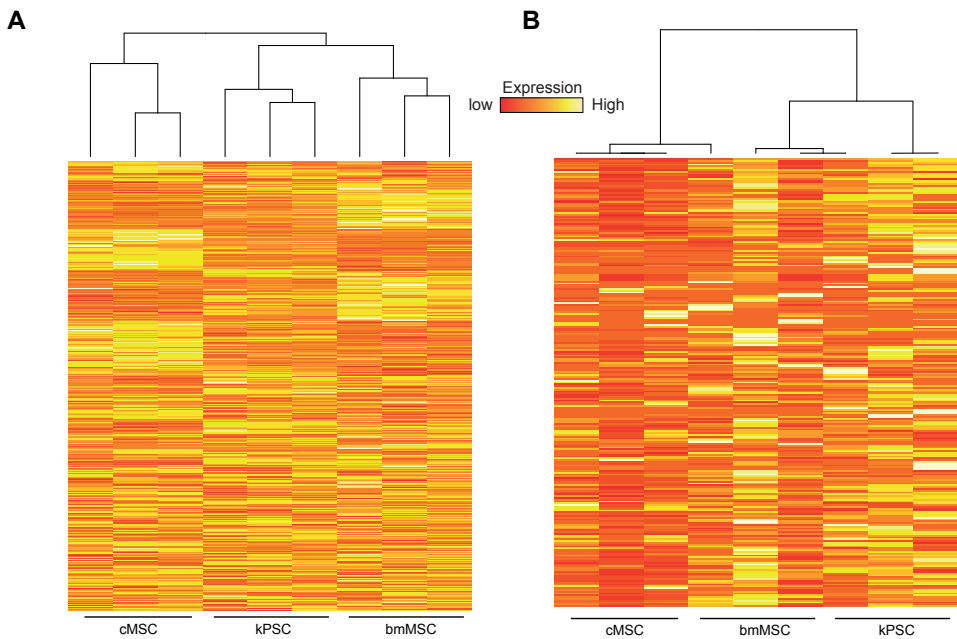 A
B
Expression
low High
cMSC kPSC bmMSC
cMSC bmMSC kPSC